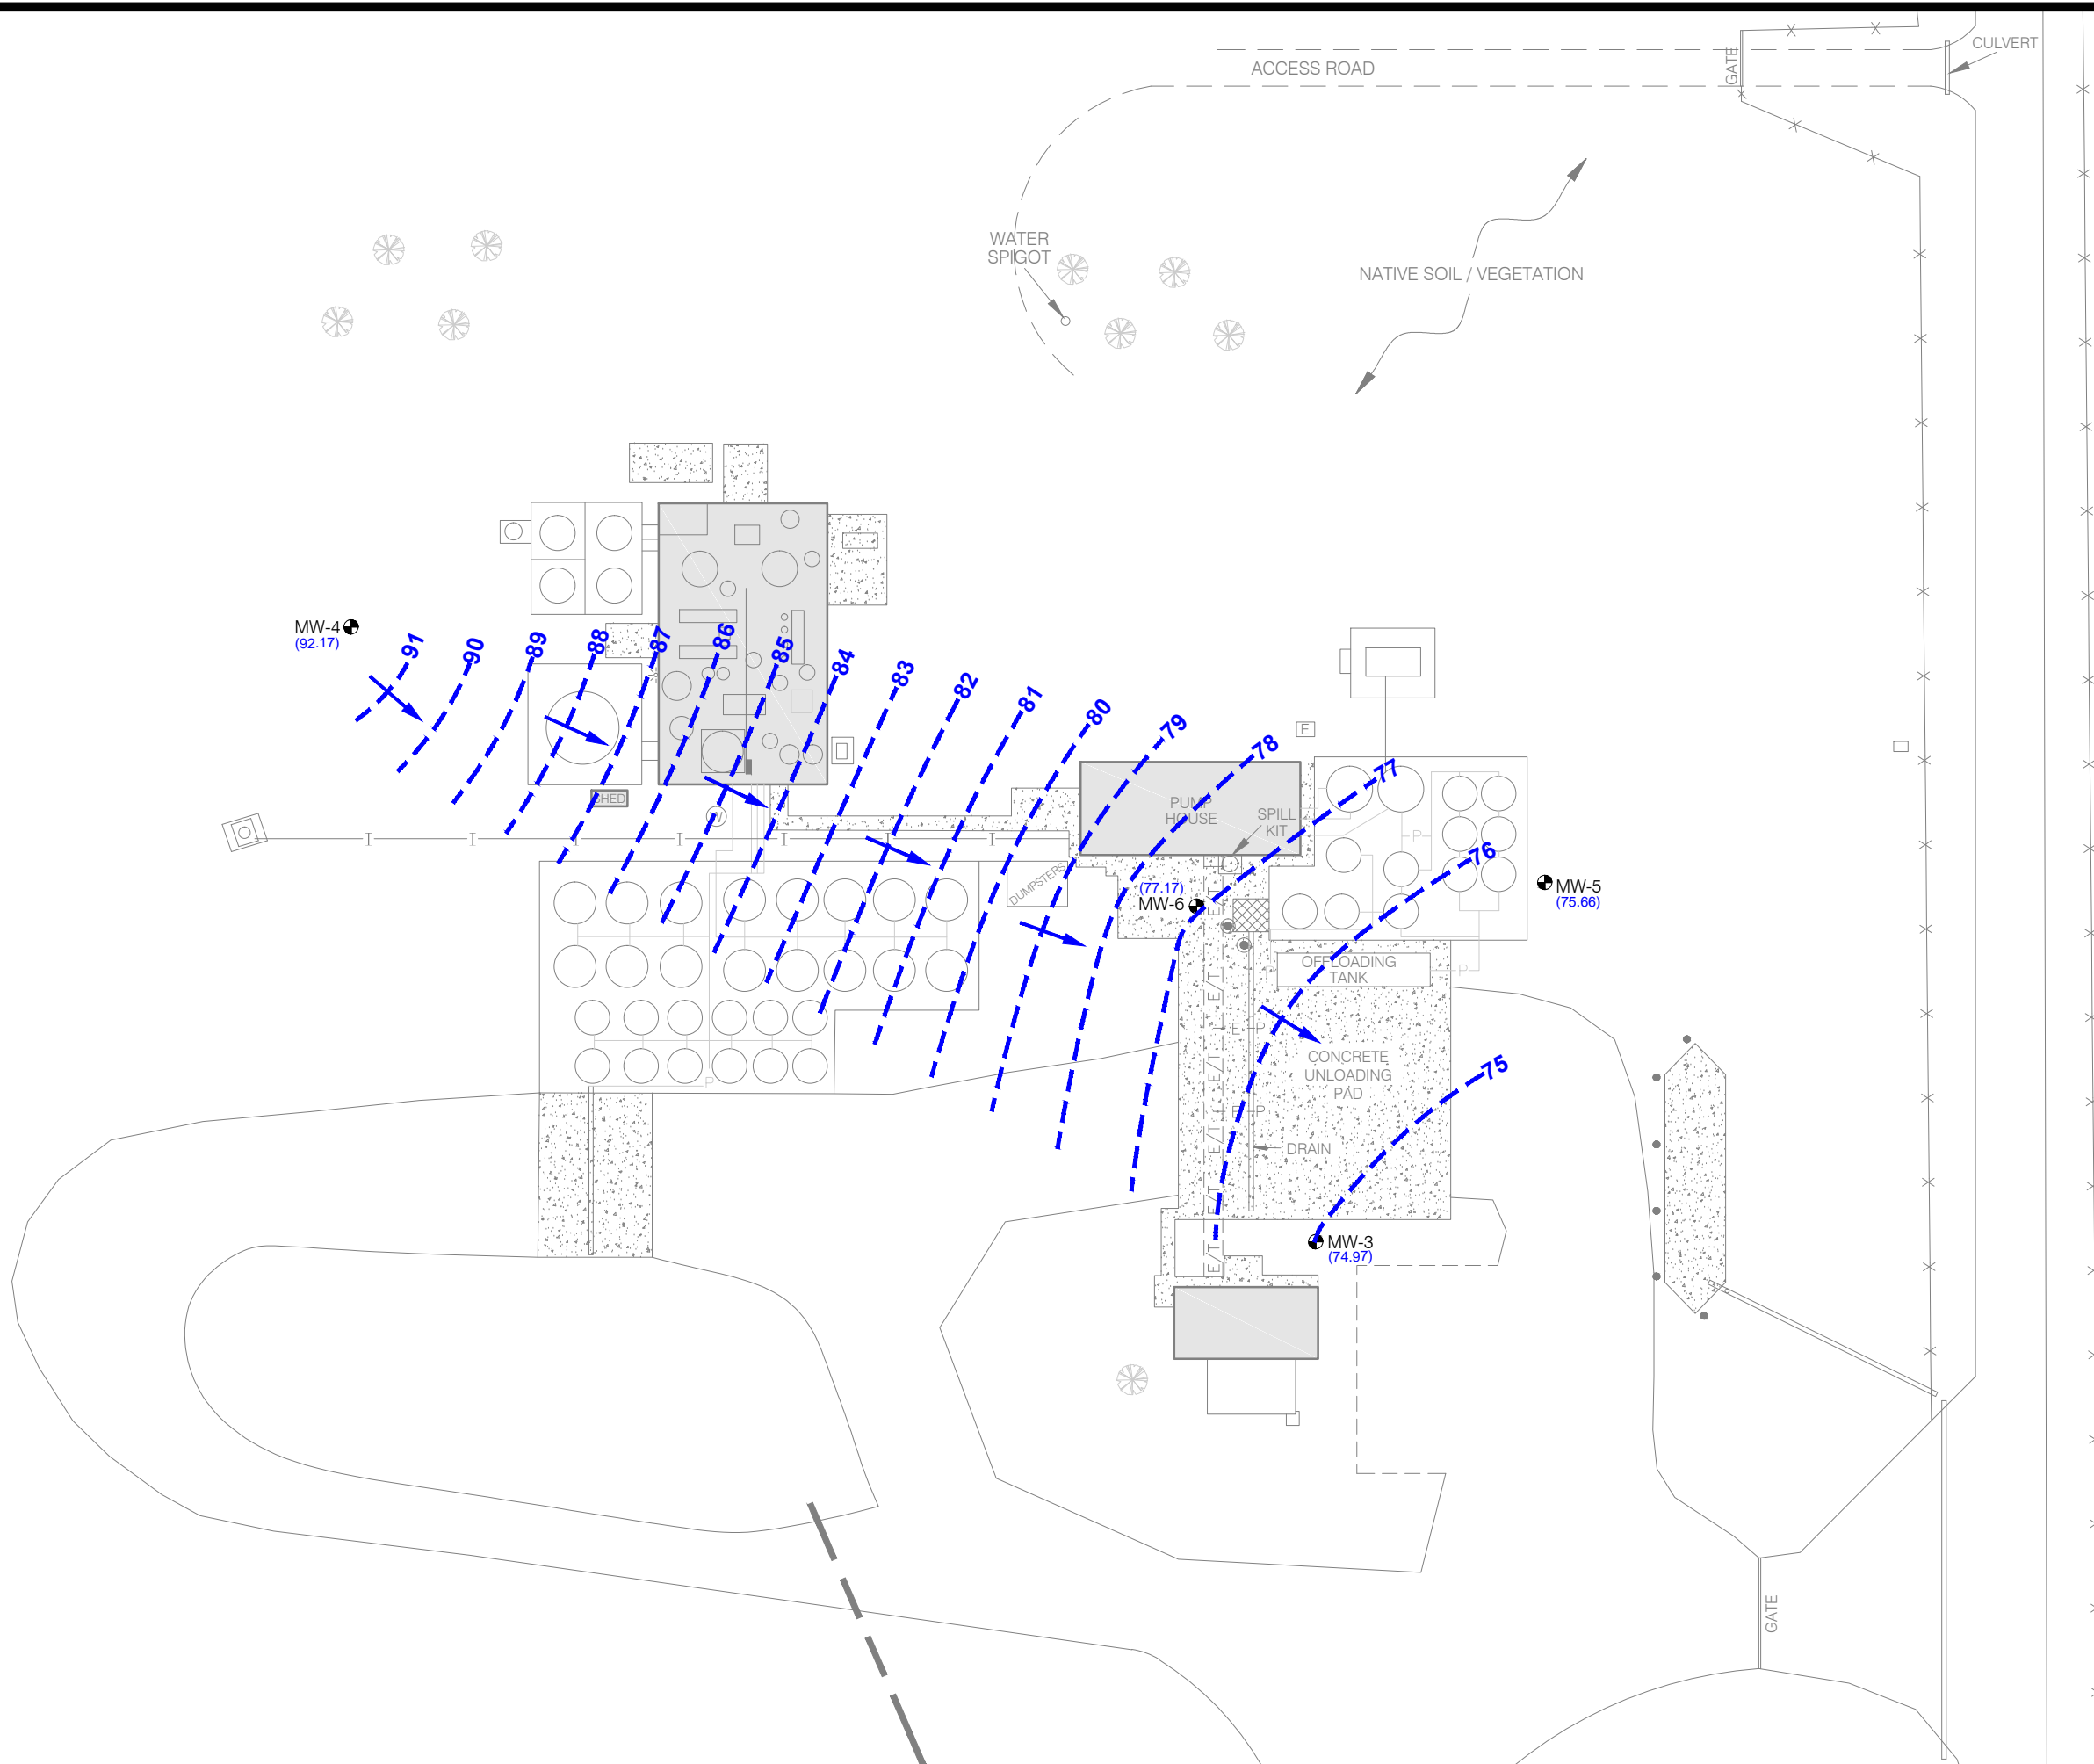 CULVERT
GATE
ACCESS ROAD
WATER
SPIGOT
NATIVE SOIL / VEGETATION
MW-4
(92.17)
91
90
89
88
87
86
85
84
83
82
81
80
79
78
77
76
75
E
PUMP
HOUSE
SPILL
KIT
SHED
W
I I I I I I I I
DUMPSTERS
P
(77.17)
MW-6
MW-5
(75.66)
OFFLOADING
TANK
P
E/T E/T E/T E/T E/T E/T
E P
CONCRETE
UNLOADING
PAD
P
E P
DRAIN
MW-3
(74.97)
GATE